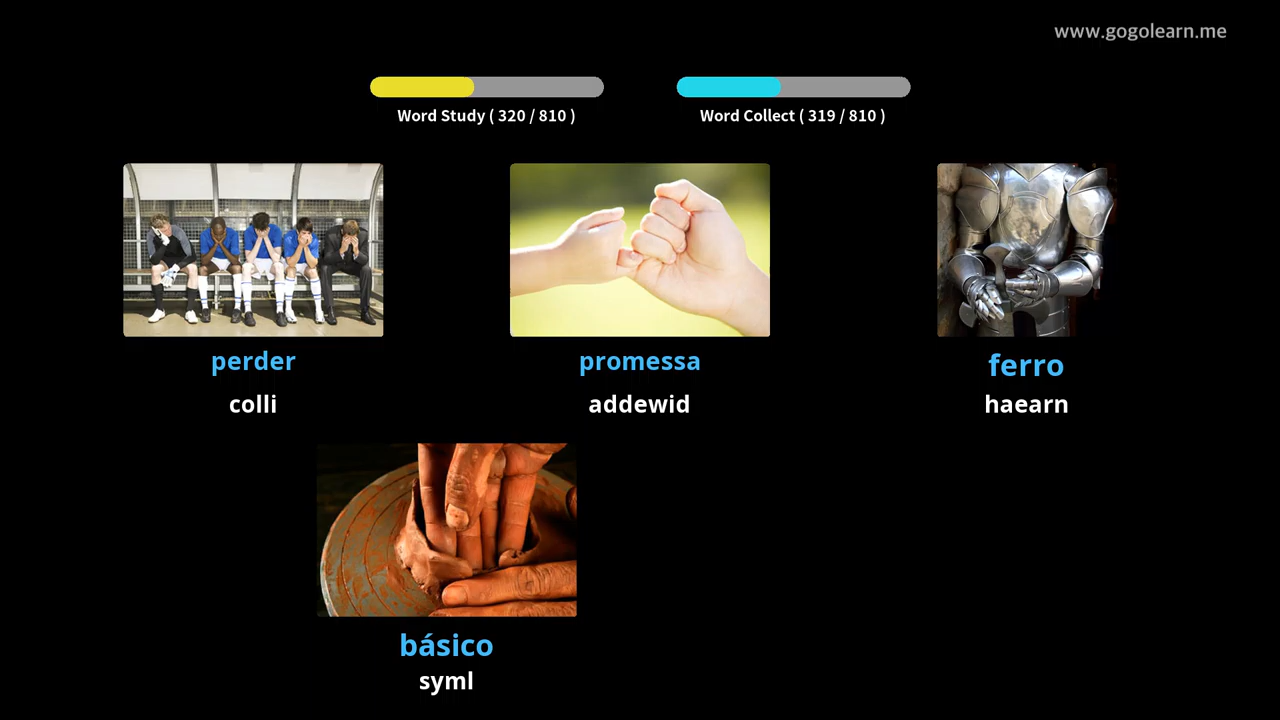 www.gogolearn.me
Word Study ( 320 / 810 )
Word Collect ( 319 / 810 )
perder
colli
promessa
addewid
ferro
haearn
básico
syml